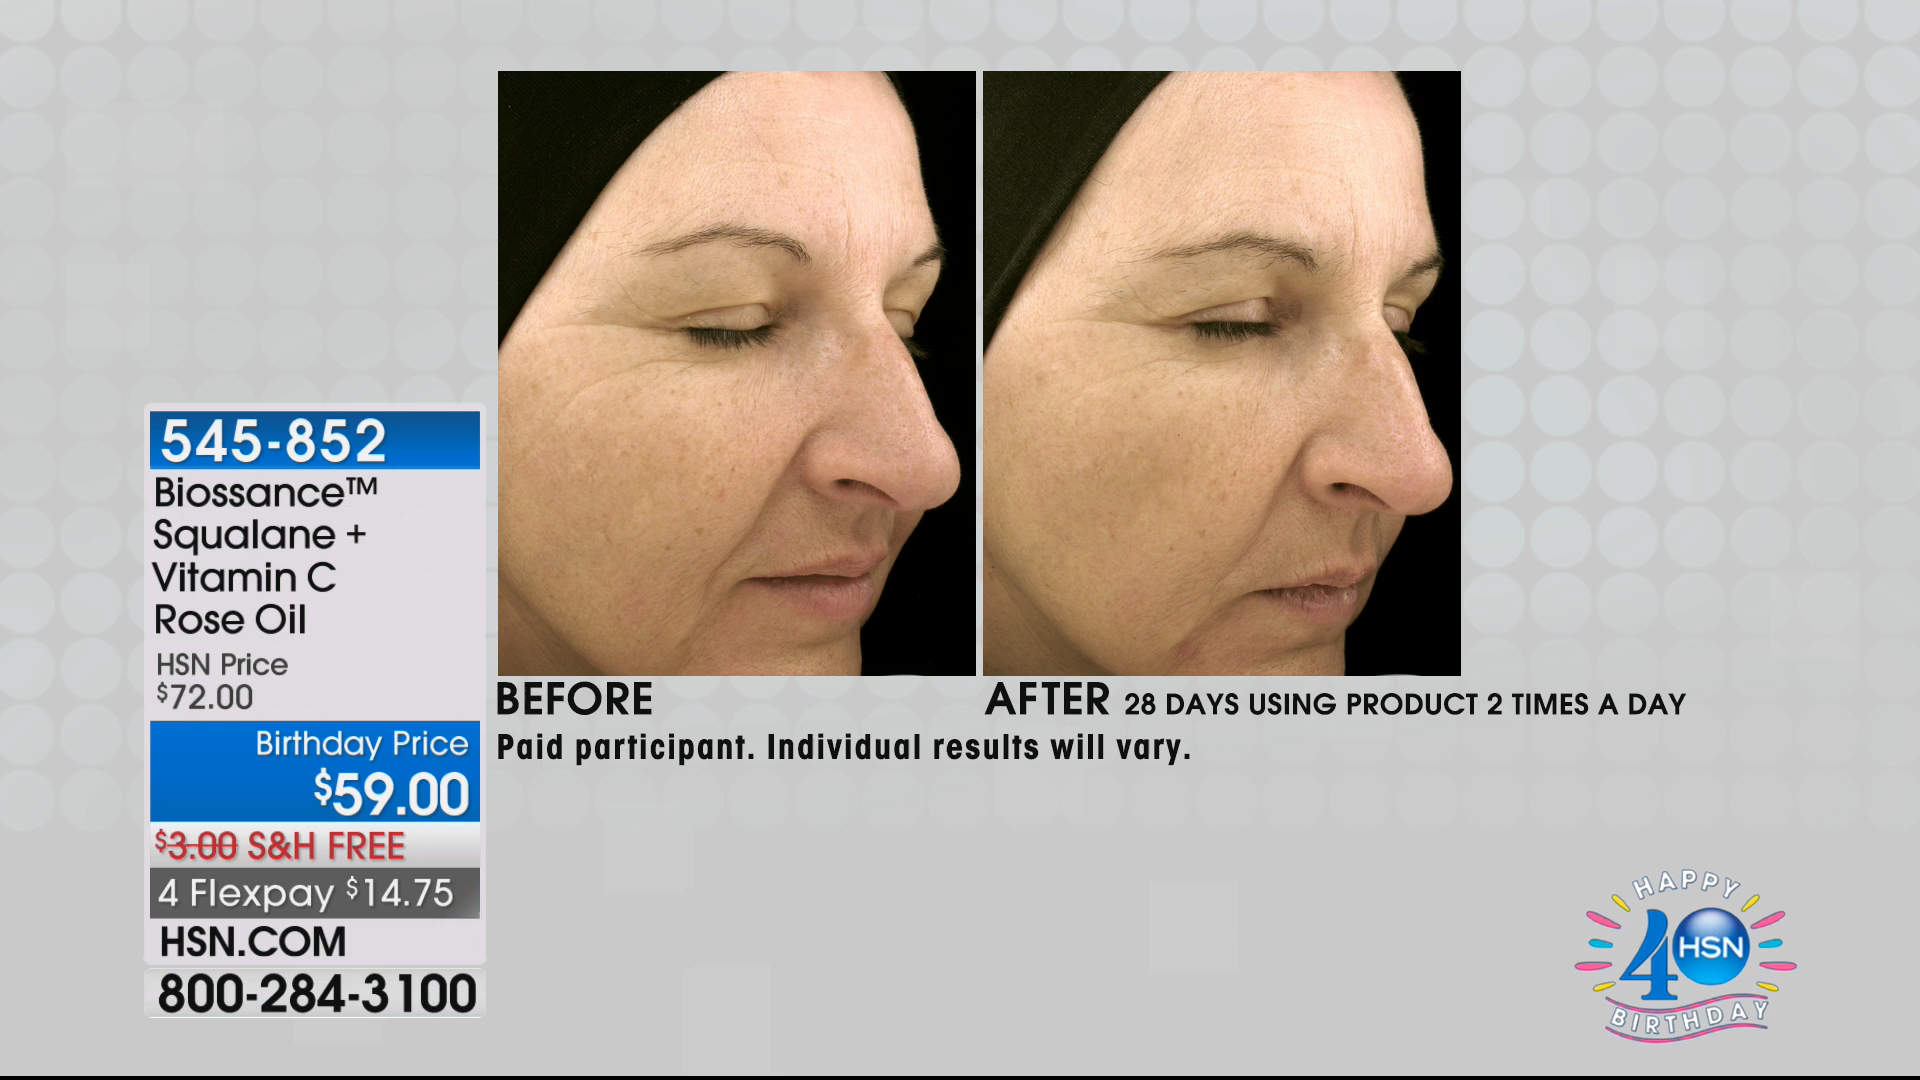 545-852
Biossance™
Squalane +
Vitamin C
Rose Oil
HSN Price
$72.00
Birthday Price
$59.00
$3.00 S&H FREE
4 Flexpay $14.75
HSN.COM
800-284-3100
BEFORE
AFTER 28 DAYS USING PRODUCT 2 TIMES A DAY
Paid participant. Individual results will vary.
HAPPY
40 HSN
BIRTHDAY